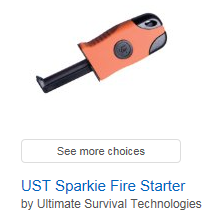 See more choices
UST Sparkie Fire Starter
by Ultimate Survival Technologies